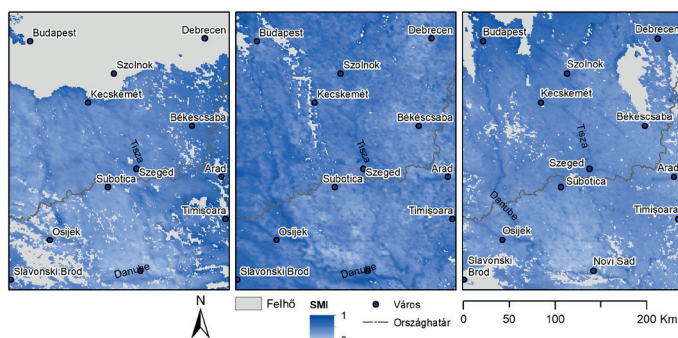 Budapest
Debrecen
Szolnok
Kecskemét
Békéscsaba
Tisza
Szeged
Arad
Subotica
Timişoara
Osijek
Slavonski Brod
Danube
Budapest
Debrecen
Szolnok
Kecskemét
Békéscsaba
Tisza
Szeged
Arad
Subotica
Timişoara
Osijek
Slavonski Brod
Danube
Budapest
Debrecen
Szolnok
Kecskemét
Békéscsaba
Tisza
Szeged
Arad
Subotica
Danube
Timişoara
Osijek
Slavonski
Brod
Novi Sad
N
Felhő
SMI
1
Város
Országhatár
0 50 100 200 Km